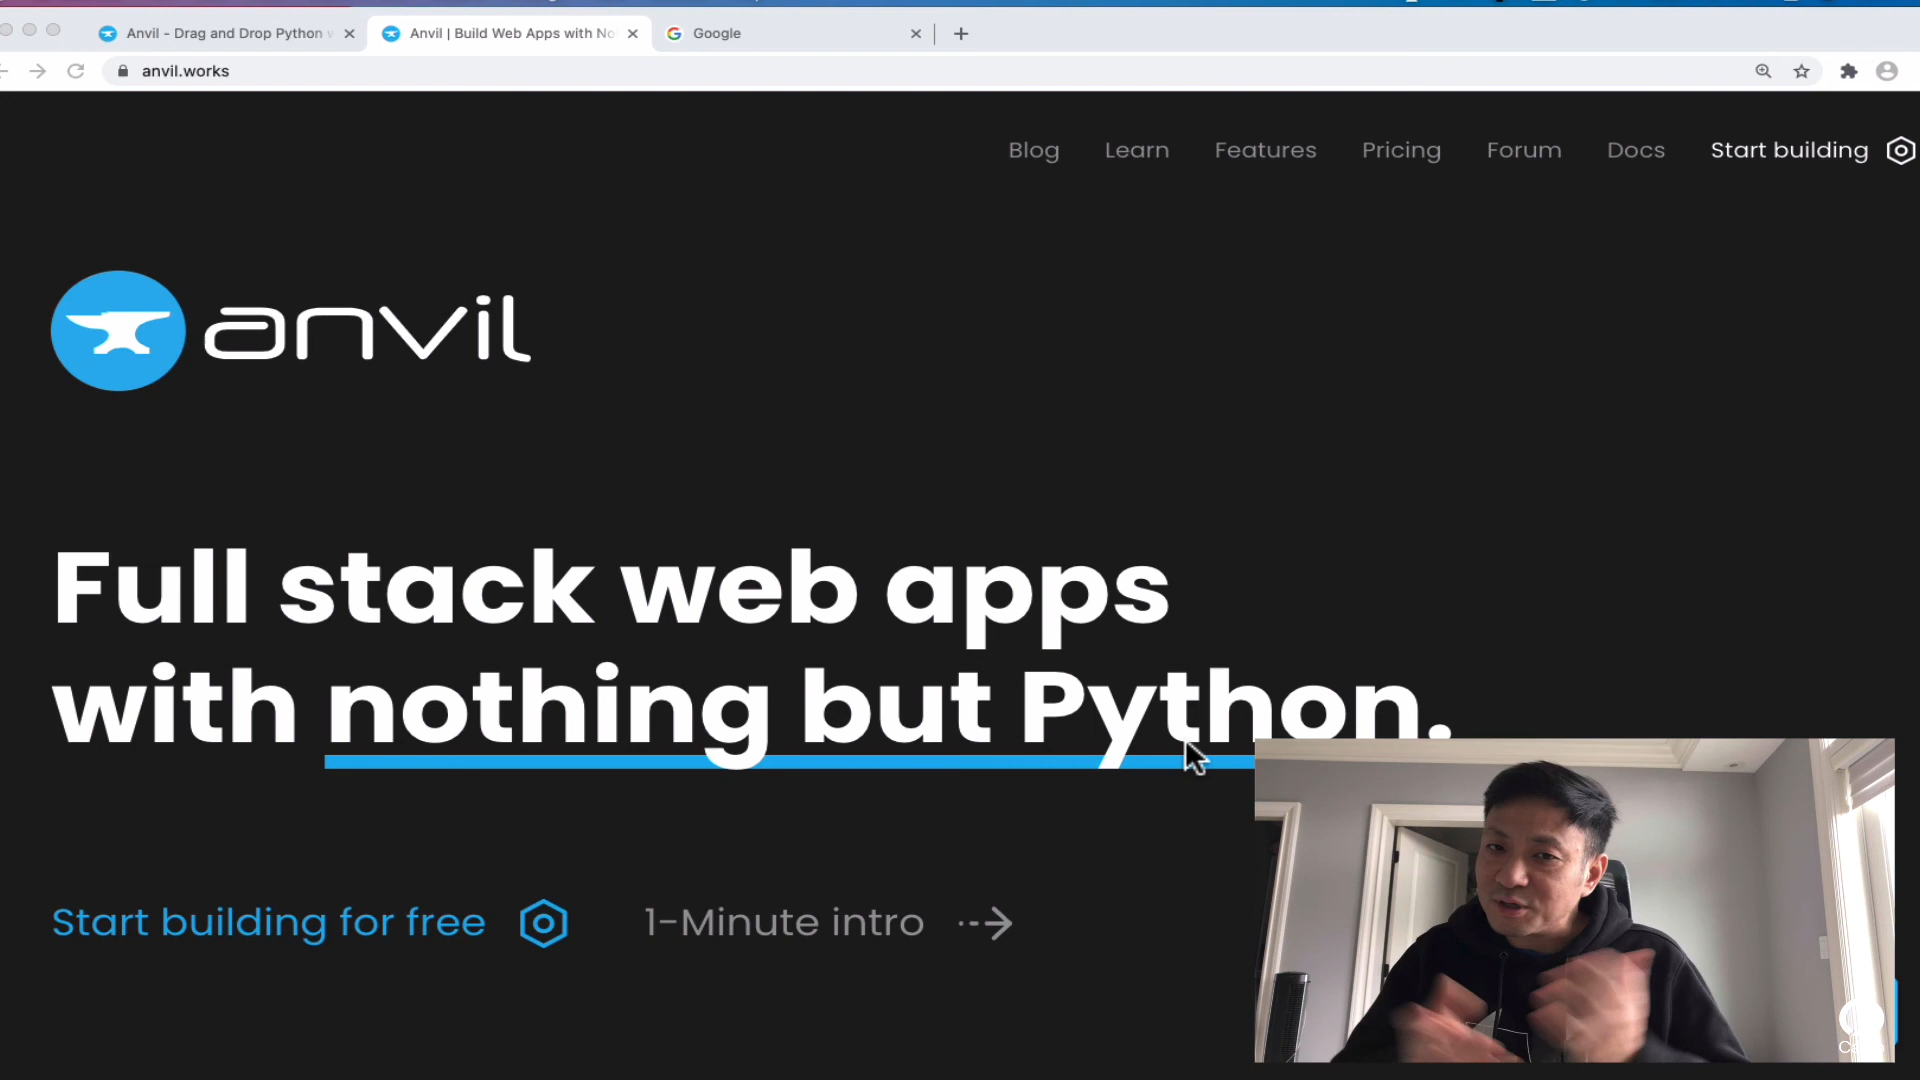 Anvil - Drag and Drop Python
Anvil | Build Web Apps with No
Google
anvil.works
Blog
Learn
Features
Pricing
Forum
Docs
Start building
anvil
Full stack web apps
with nothing but Python.
Start building for free
1-Minute intro